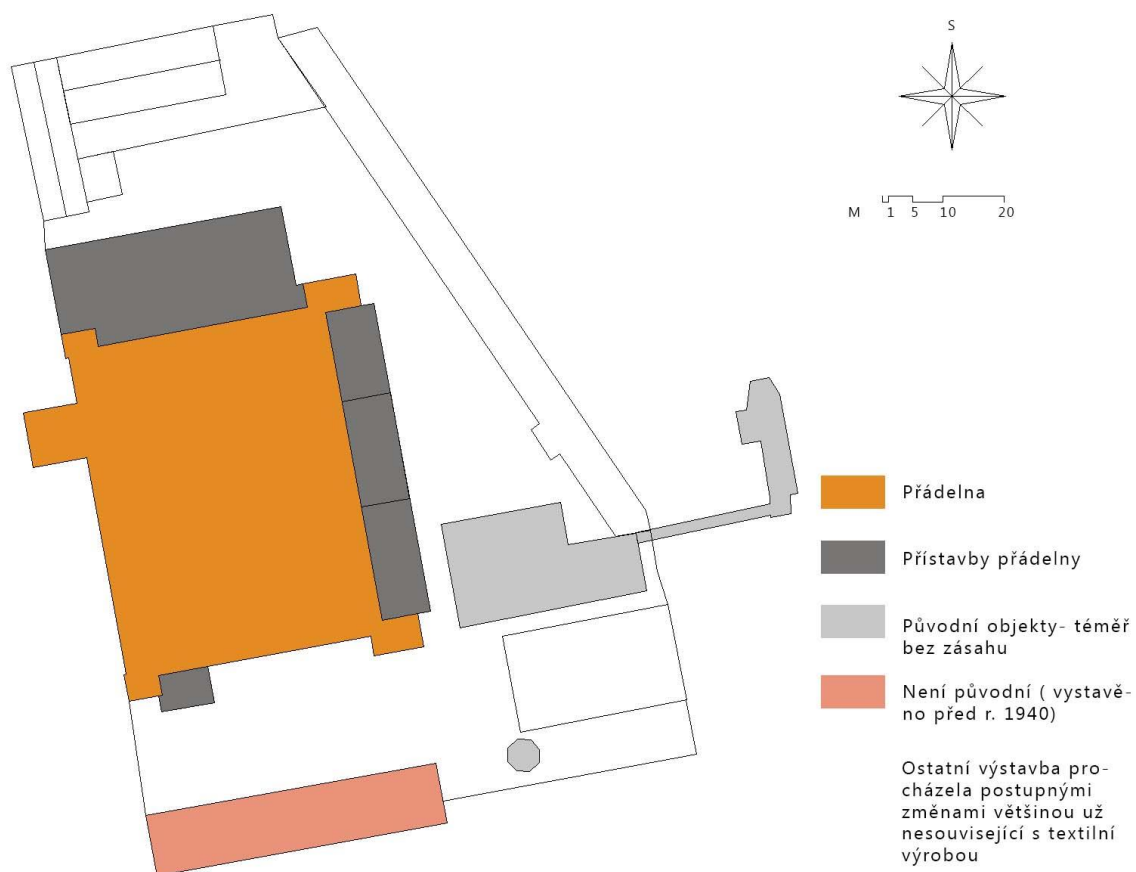 S
M 1 5 10 20
Přádelna
Přístavby přádelny
Původní objekty- téměř
bez zásahu
Není původní ( vystavě-
no před r. 1940)
Ostatní výstavba pro-
cházela postupnými
změnami většinou už
nesouvisející s textilní
výrobou